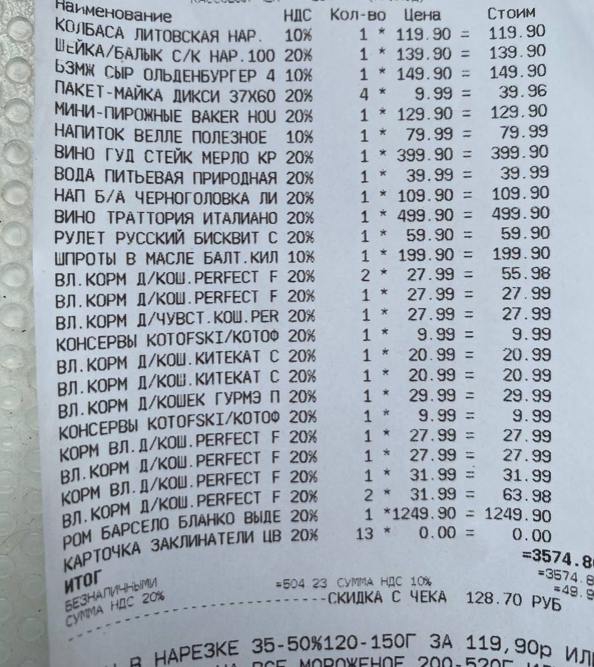 Наименование НДС Кол-во Цена Стоим
КОЛБАСА ЛИТОВСКАЯ НАР. 10% 1 * 119.90 = 119.90
ШЕЙКА/БАЛЫК С/К НАР.100 20% 1 * 139.90 = 139.90
БЗМЖ СЫР ОЛЬДЕНБУРГЕР 4 10% 1 * 149.90 = 149.90
ПАКЕТ-МАЙКА ДИКСИ 37X60 20% 4 * 9.99 = 39.96
МИНИ-ПИРОЖНЫЕ BAKER HOU 20% 1 * 129.90 = 129.90
НАПИТОК ВЕЛЛЕ ПОЛЕЗНОЕ 10% 1 * 79.99 = 79.99
ВИНО ГУД СТЕЙК МЕРЛО КР 20% 1 * 399.90 = 399.90
ВОДА ПИТЬЕВАЯ ПРИРОДНАЯ 20% 1 * 39.99 = 39.99
НАП Б/А ЧЕРНОГОЛОВКА ЛИ 20% 1 * 109.90 = 109.90
ВИНО ТРАТТОРИЯ ИТАЛИАНО 20% 1 * 499.90 = 499.90
РУЛЕТ РУССКИЙ БИСКВИТ С 20% 1 * 59.90 = 59.90
ШПРОТЫ В МАСЛЕ БАЛТ.КИЛ 10% 1 * 199.90 = 199.90
ВЛ.КОРМ Д/КОШ.PERFECT F 20% 2 * 27.99 = 55.98
ВЛ.КОРМ Д/КОШ.PERFECT F 20% 1 * 27.99 = 27.99
ВЛ.КОРМ Д/ЧУВСТ.КОШ.PER 20% 1 * 27.99 = 27.99
КОНСЕРВЫ KOTOFSKI/КОТОФ 20% 1 * 9.99 = 9.99
ВЛ.КОРМ Д/КОШ.КИТЕКАТ С 20% 1 * 20.99 = 20.99
ВЛ.КОРМ Д/КОШ.КИТЕКАТ С 20% 1 * 20.99 = 20.99
ВЛ.КОРМ Д/КОШЕК ГУРМЭ П 20% 1 * 29.99 = 29.99
КОНСЕРВЫ KOTOFSKI/КОТОФ 20% 1 * 9.99 = 9.99
КОРМ ВЛ.Д/КОШ.PERFECT F 20% 1 * 27.99 = 27.99
ВЛ.КОРМ Д/КОШ.PERFECT F 20% 1 * 27.99 = 27.99
КОРМ ВЛ.Д/КОШ.PERFECT F 20% 1 * 31.99 = 31.99
ВЛ.КОРМ Д/КОШ.PERFECT F 20% 2 * 31.99 = 63.98
РОМ БАРСЕЛО БЛАНКО ВЫДЕ 20% 1 *1249.90 = 1249.90
КАРТОЧКА ЗАКЛИНАТЕЛИ ЦВ 20% 13 * 0.00 = 0.00
ИТОГ =3574.8
БЕЗНАЛИЧНЫМИ =3574.8
СУММА НДС 20% =504 23 СУММА НДС 10% =49.9
СКИДКА С ЧЕКА 128.70 РУБ
В НАРЕЗКЕ 35-50%120-150Г ЗА 119,90р ИЛ
ВСЕ МОРОЖЕНОЕ 200-520Г